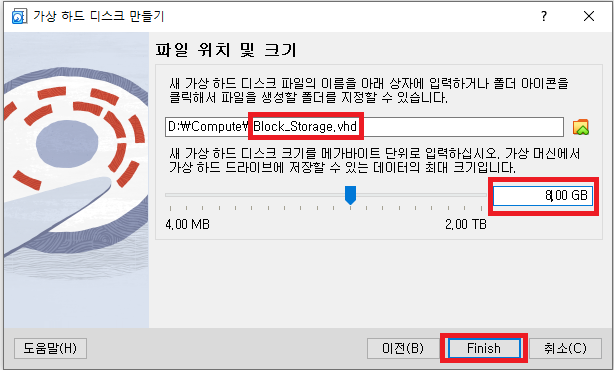 가상 하드 디스크 만들기
파일 위치 및 크기
새 가상 하드 디스크 파일의 이름을 아래 상자에 입력하거나 폴더 아이콘을
클릭해서 파일을 생성할 폴더를 지정할 수 있습니다.
D:\Compute\Block_Storage.vhd
새 가상 하드 디스크 크기를 메가바이트 단위로 입력하십시오. 가상 머신에서
가상 하드 드라이브에 저장할 수 있는 데이터의 최대 크기입니다.
8.00 GB
4.00 MB 2.00 TB
도움말(H) 이전(B) Finish 취소(C)